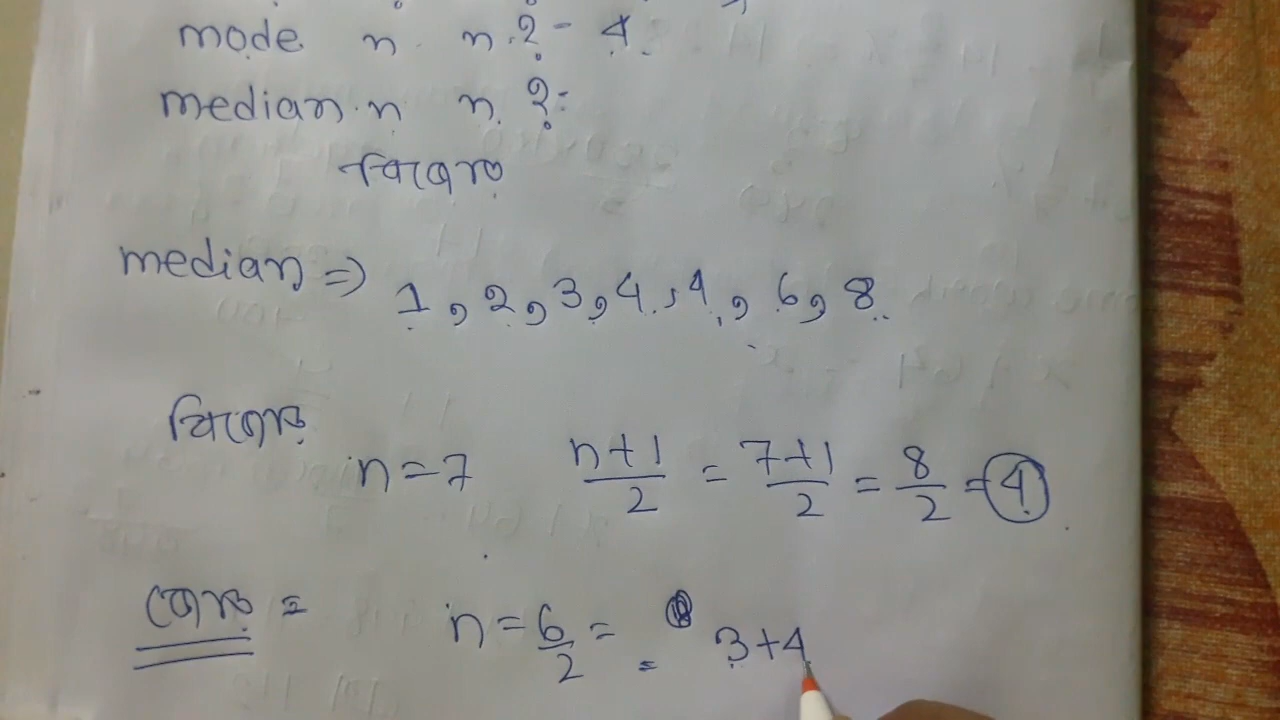 mode n n ? = 4
median n n ? =
বিজোড়
median => 1, 2, 3, 4, 4, 6, 8
বিজোড়
n = 7 n+1/2 = 7+1/2 = 8/2 = 4
জোড় =
n = 6/2 = = 3+4